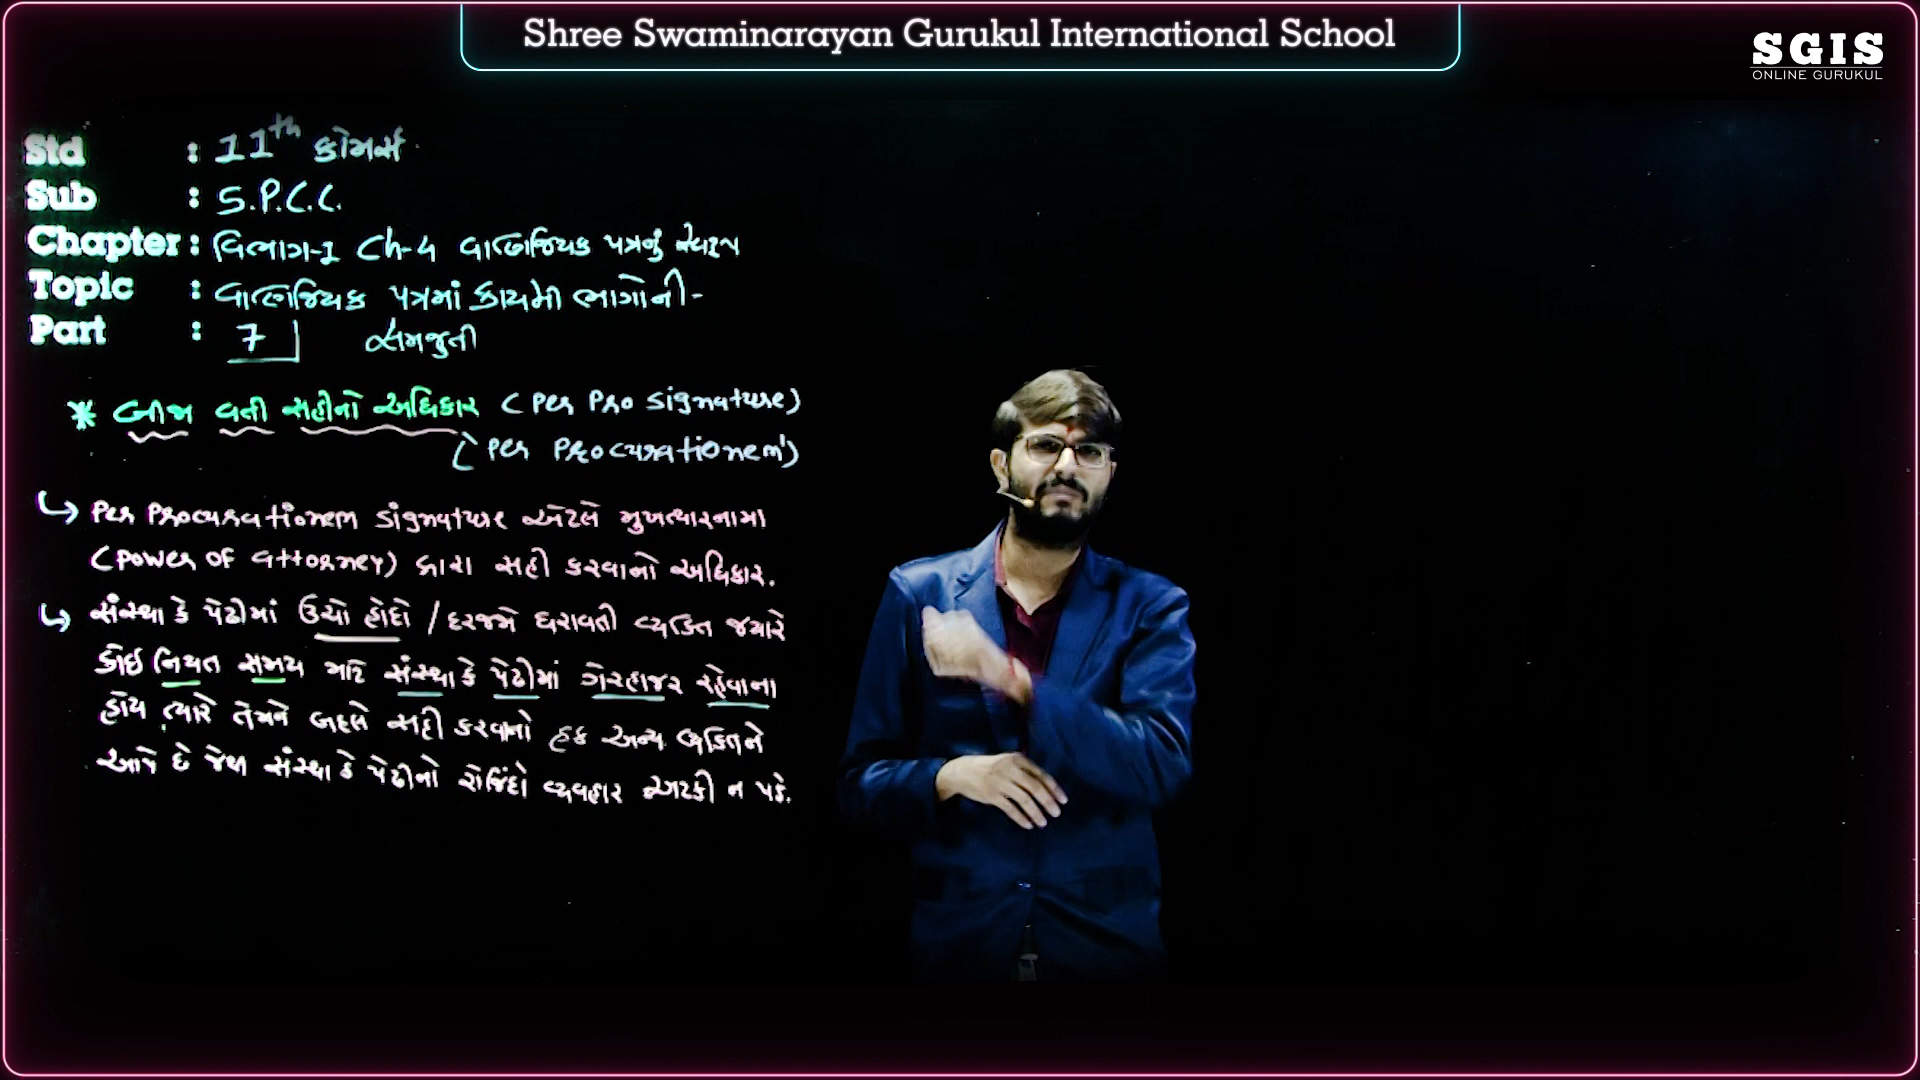 Shree Swaminarayan Gurukul International School
SGIS
ONLINE GURUKUL
Std : 11th કોમર્સ
Sub : S.P.C.C.
Chapter : વિભાગ-1 Ch-4 વાણિજ્યિક પત્રનું સ્વરૂપ
Topic : વાણિજ્યિક પત્રમાં કાયમી ભાગોની-
Part : 7 સમજુતી
* બીજા વતી સહીનો અધિકાર (Per Pro Signature)
(Per Procurationem)
↳ Per Procurationem Signature એટલે મુખત્યારનામા
(Power of Attorney) દ્વારા સહી કરવાનો અધિકાર.
↳ સંસ્થા કે પેઢીમાં ઉંચો હોદો / દરજ્જો ધરાવતી વ્યક્તિ જ્યારે
કોઇ નિયત સમય માટે સંસ્થા કે પેઢીમાં ગેરહાજર રહેવાના
હોય ત્યારે તેમને બદલે સહી કરવાનો હક અન્ય વ્યક્તિને
આપે છે જેથી સંસ્થા કે પેઢીનો રોજિંદો વ્યવહાર અટકી ન પડે.